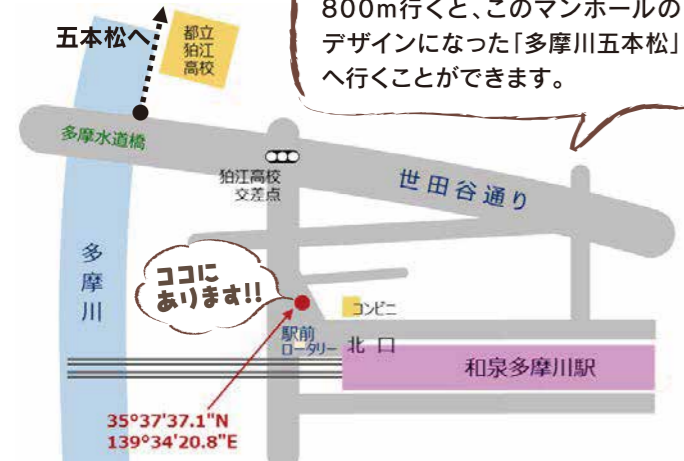 800m行くと、このマンホールの
デザインになった「多摩川五本松」
へ行くことができます。
五本松へ
都立
狛江
高校
多摩水道橋
狛江高校
交差点
世田谷通り
多摩川
ココに
あります!!
コンビニ
駅前
ロータリー
北口
和泉多摩川駅
35°37'37.1"N
139°34'20.8"E